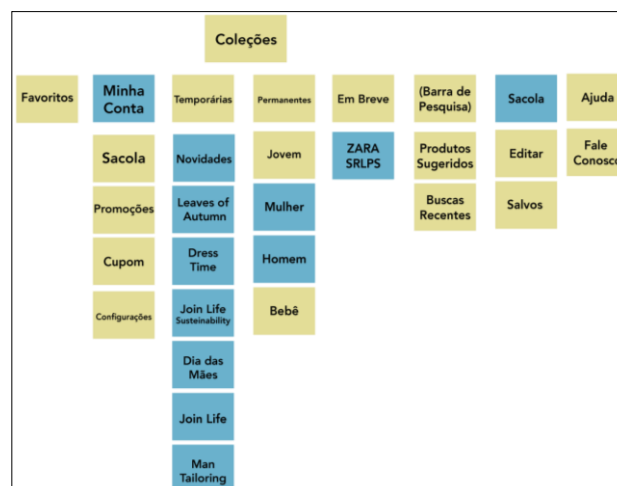 Coleções
Favoritos
Minha
Conta
Temporárias
Permanentes
Em Breve
(Barra de
Pesquisa)
Sacola
Ajuda
Sacola
Novidades
Jovem
ZARA
SRLPS
Produtos
Sugeridos
Editar
Fale
Conosco
Promoções
Leaves of
Autumn
Mulher
Buscas
Recentes
Salvos
Cupom
Dress
Time
Homem
Configurações
Join Life
Sustainability
Bebê
Dia das
Mães
Join Life
Man
Tailoring